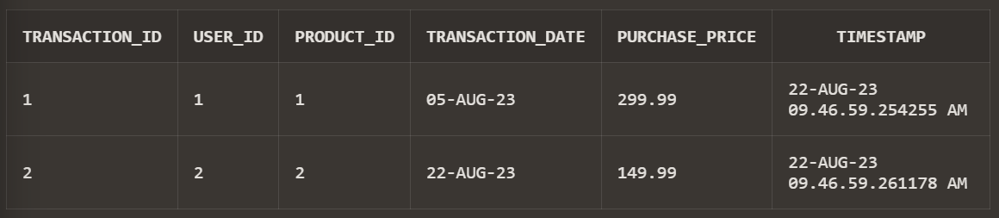 TRANSACTION_ID USER_ID PRODUCT_ID TRANSACTION_DATE PURCHASE_PRICE TIMESTAMP
1 1 1 05-AUG-23 299.99 22-AUG-23
09.46.59.254255 AM
2 2 2 22-AUG-23 149.99 22-AUG-23
09.46.59.261178 AM